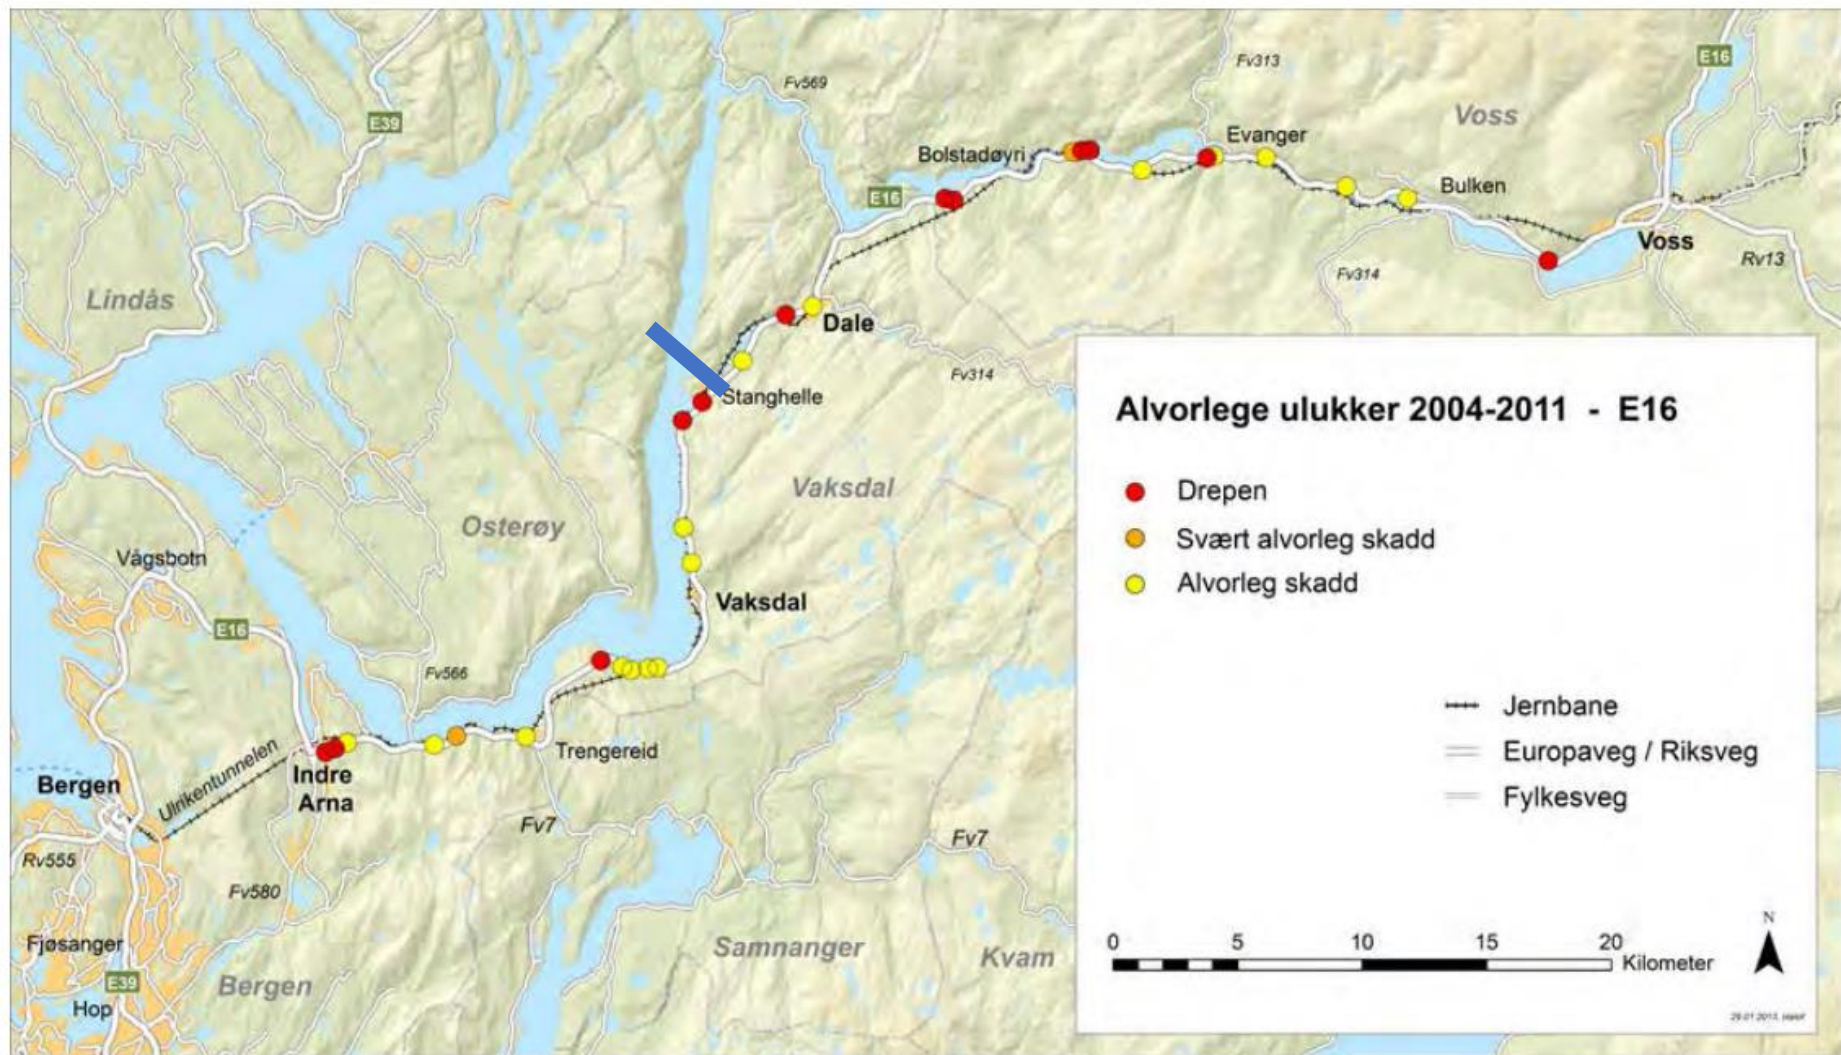 Fv313
E16
Fv569
Voss
E39
Evanger
Bolstadøyri
Bulken
E16
Voss
Rv13
Fv314
Lindås
Dale
Fv314
Stanghelle
Vaksdal
Osterøy
Vågsbotn
Vaksdal
E16
Fv566
Trengereid
Ulrikentunnelen
Indre
Arna
Bergen
Fv7
Fv7
Rv555
Fv580
Fjøsanger
Samnanger
Kvam
E39
Bergen
Hop
Alvorlege ulukker 2004-2011 - E16
Drepen
Svært alvorleg skadd
Alvorleg skadd
Jernbane
Europaveg / Riksveg
Fylkesveg
N
0 5 10 15 20
Kilometer